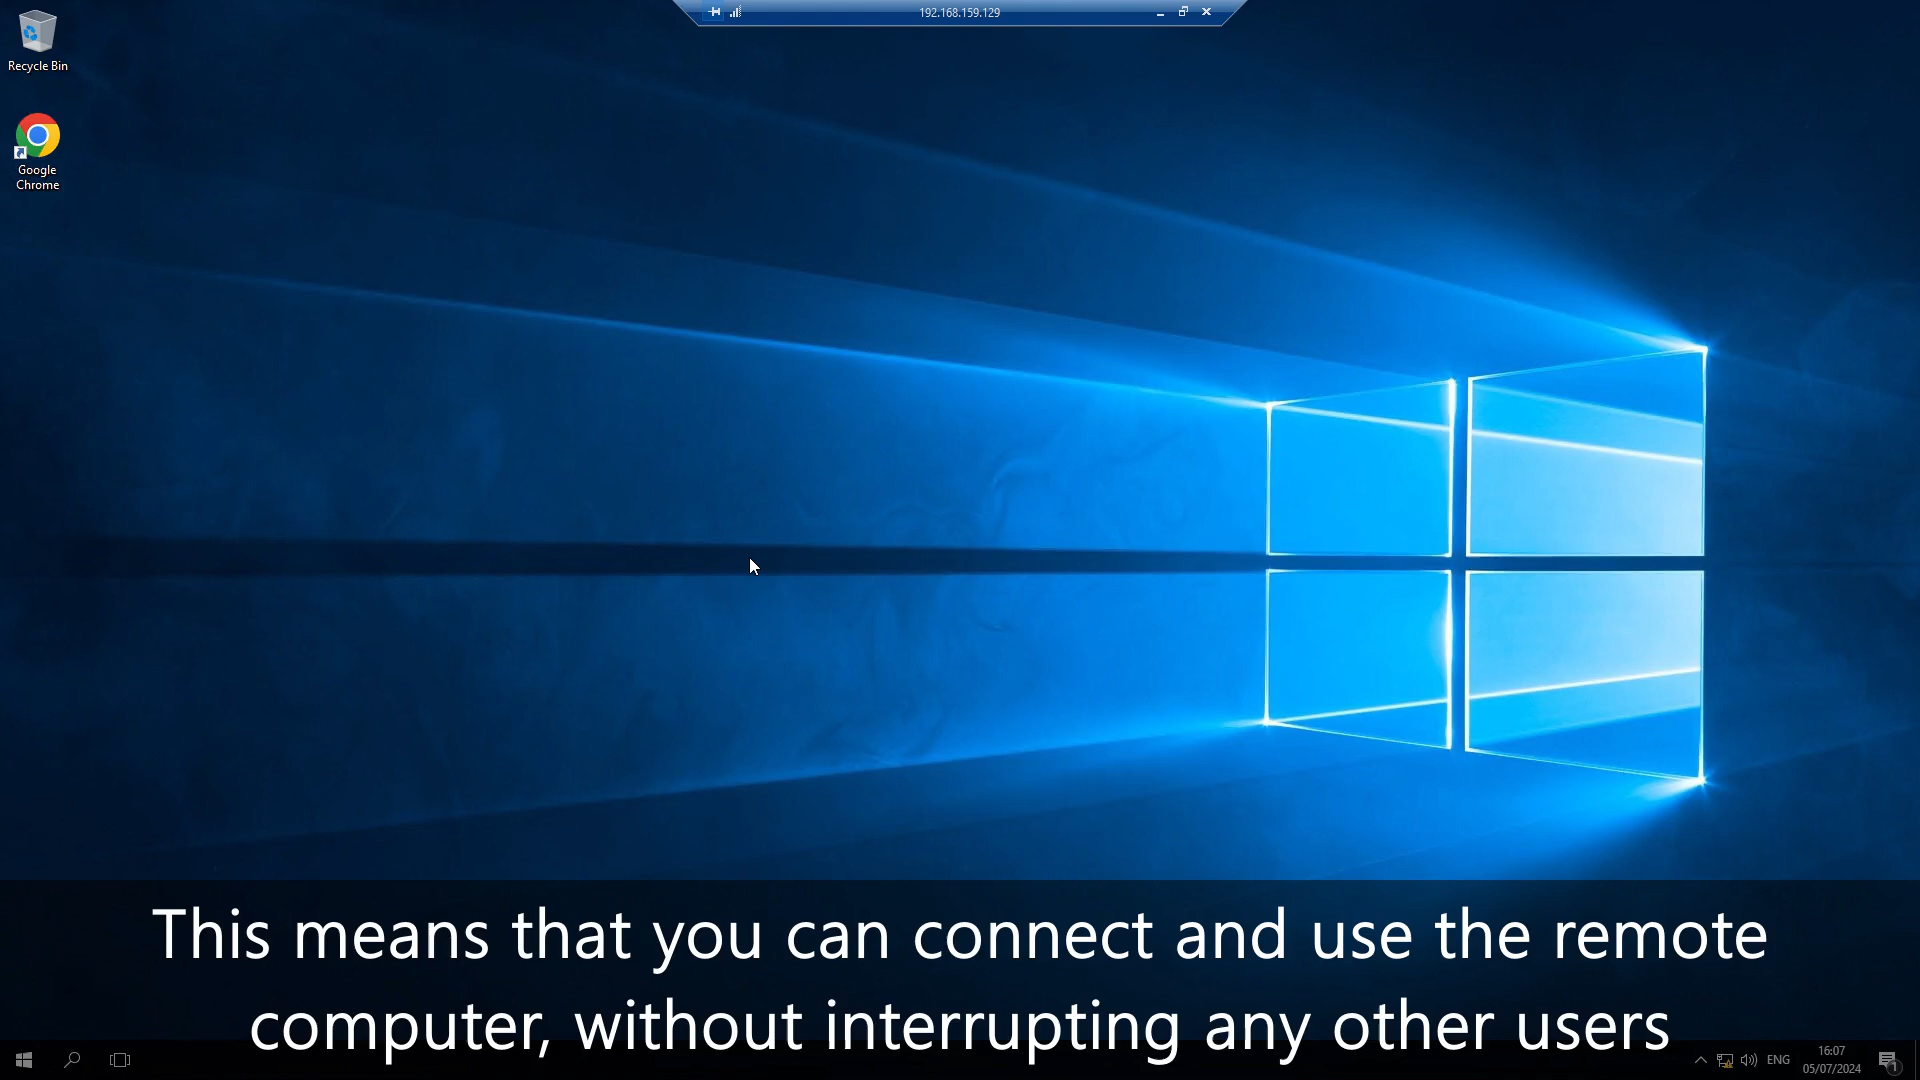 192.168.159.129
Recycle Bin
Google
Chrome
This means that you can connect and use the remote
computer, without interrupting any other users
ENG
16:07
05/07/2024
1